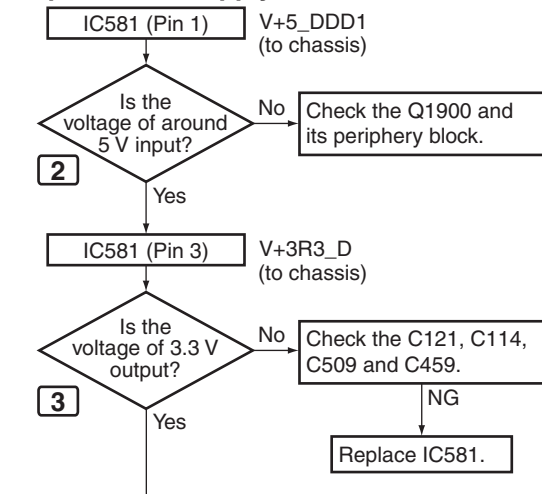 IC581 (Pin 1)
V+5_DDD1
(to chassis)
Is the
voltage of around
5 V input?
No
Check the Q1900 and
its periphery block.
2
Yes
IC581 (Pin 3)
V+3R3_D
(to chassis)
Is the
voltage of 3.3 V
output?
No
Check the C121, C114,
C509 and C459.
3
Yes
NG
Replace IC581.